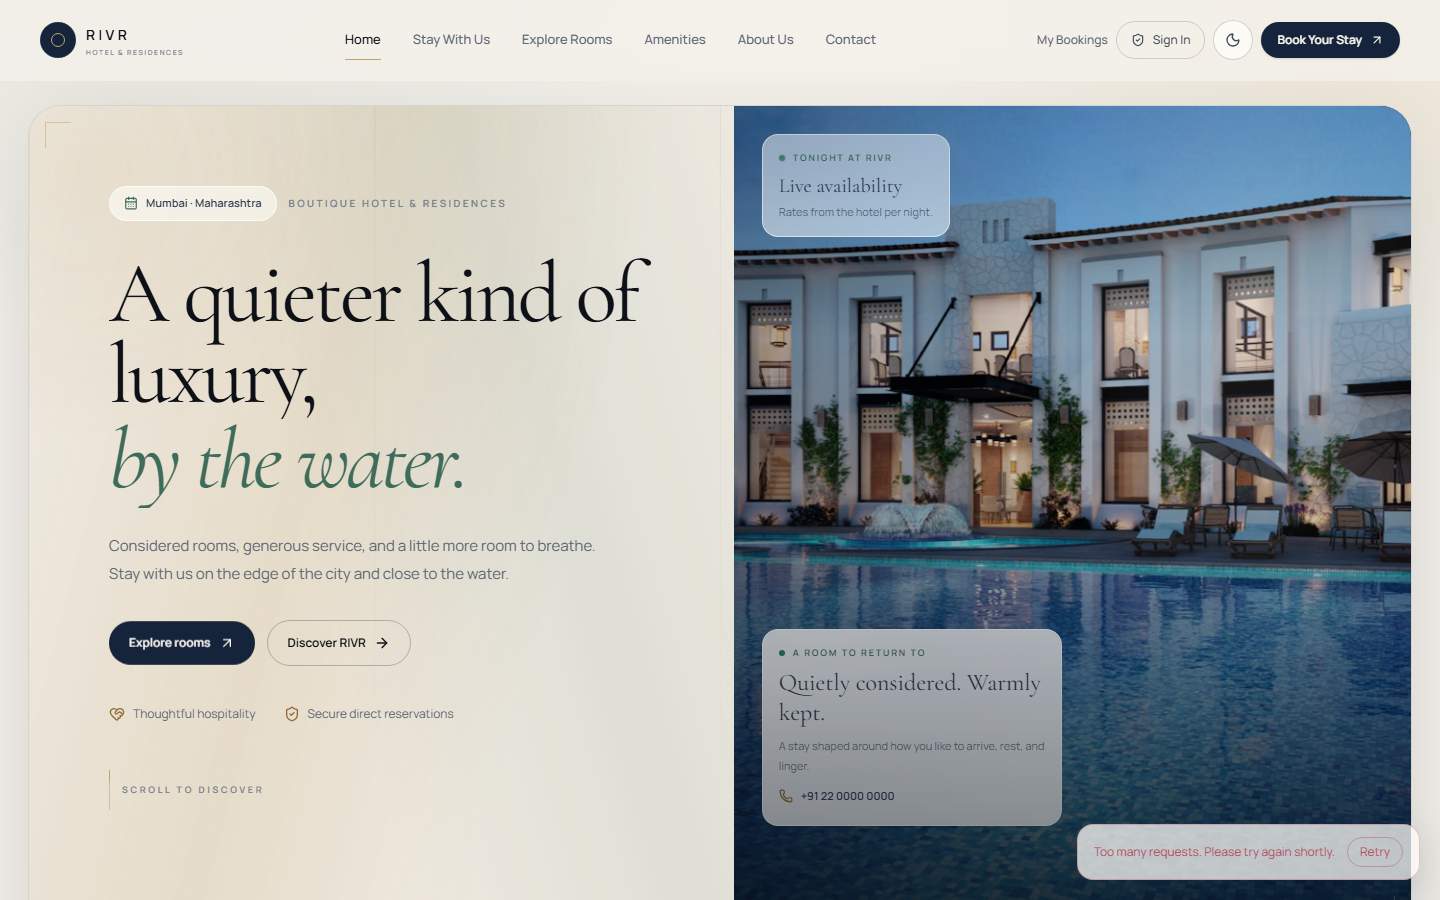 RIVR
HOTEL & RESIDENCES
Home
Stay With Us
Explore Rooms
Amenities
About Us
Contact
My Bookings
Sign In
Book Your Stay
Mumbai · Maharashtra
BOUTIQUE HOTEL & RESIDENCES
A quieter kind of
luxury,
by the water.
Considered rooms, generous service, and a little more room to breathe.
Stay with us on the edge of the city and close to the water.
Explore rooms
Discover RIVR
Thoughtful hospitality
Secure direct reservations
SCROLL TO DISCOVER
TONIGHT AT RIVR
Live availability
Rates from the hotel per night.
A ROOM TO RETURN TO
Quietly considered. Warmly
kept.
A stay shaped around how you like to arrive, rest, and
linger.
+91 22 0000 0000
Too many requests. Please try again shortly.
Retry